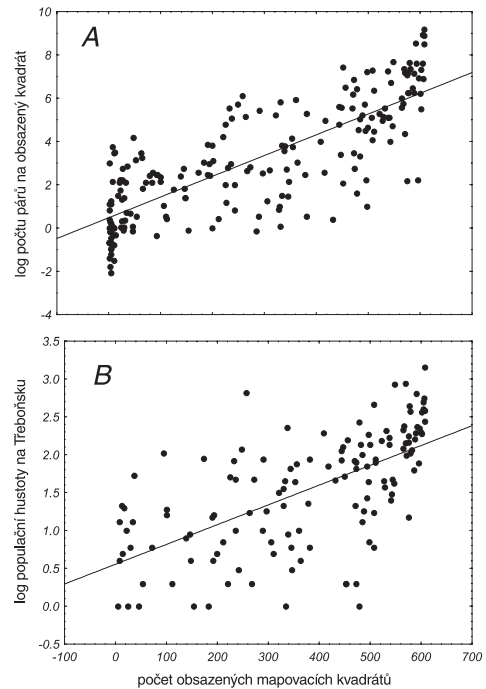 10
A
8
6
4
2
0
-2
-4
log počtu párů na obsazený kvadrát
3.5
B
3.0
2.5
2.0
1.5
1.0
0.5
0.0
-0.5
log populační hustoty na Třeboňsku
-100 0 100 200 300 400 500 600 700
počet obsazených mapovacích kvadrátů